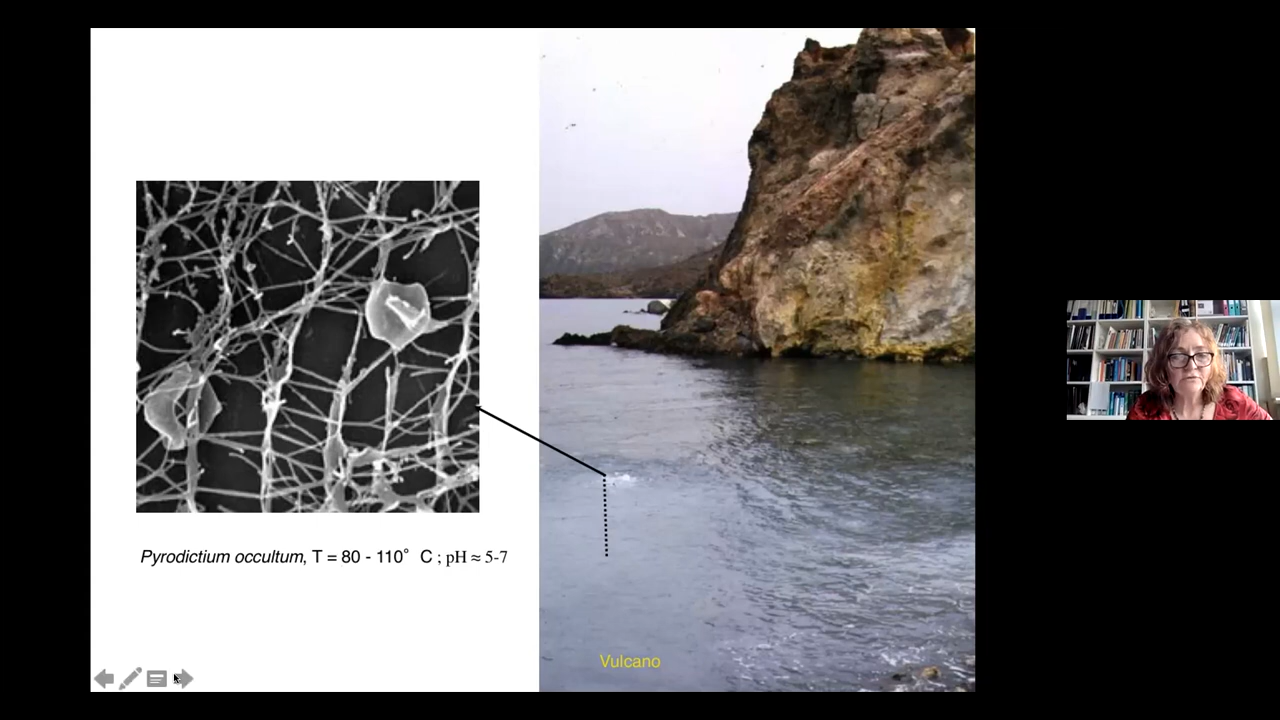 Pyrodictium occultum, T = 80 - 110° C ; pH ≈ 5-7
Vulcano